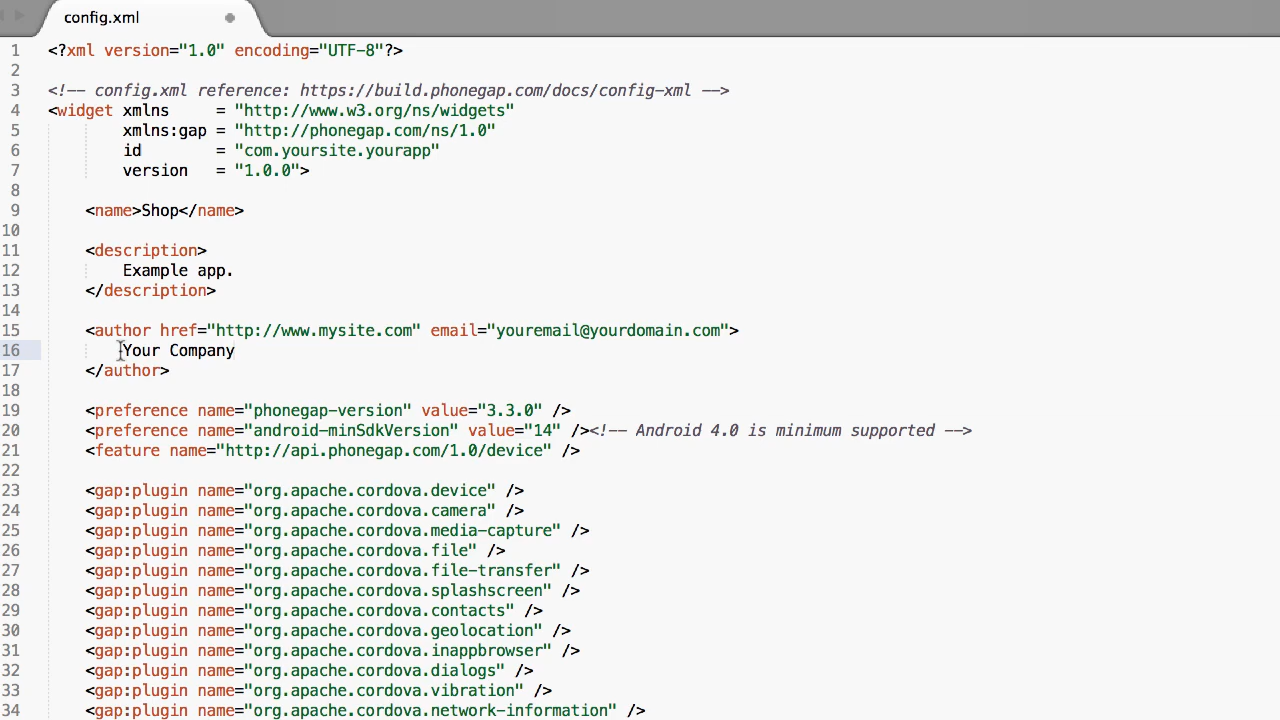 config.xml
1 <?xml version="1.0" encoding="UTF-8"?>
2
3 <!-- config.xml reference: https://build.phonegap.com/docs/config-xml -->
4 <widget xmlns     = "http://www.w3.org/ns/widgets"
5         xmlns:gap = "http://phonegap.com/ns/1.0"
6         id        = "com.yoursite.yourapp"
7         version   = "1.0.0">
8
9     <name>Shop</name>
10
11     <description>
12         Example app.
13     </description>
14
15     <author href="http://www.mysite.com" email="youremail@yourdomain.com">
16         Your Company
17     </author>
18
19     <preference name="phonegap-version" value="3.3.0" />
20     <preference name="android-minSdkVersion" value="14" /><!-- Android 4.0 is minimum supported -->
21     <feature name="http://api.phonegap.com/1.0/device" />
22
23     <gap:plugin name="org.apache.cordova.device" />
24     <gap:plugin name="org.apache.cordova.camera" />
25     <gap:plugin name="org.apache.cordova.media-capture" />
26     <gap:plugin name="org.apache.cordova.file" />
27     <gap:plugin name="org.apache.cordova.file-transfer" />
28     <gap:plugin name="org.apache.cordova.splashscreen" />
29     <gap:plugin name="org.apache.cordova.contacts" />
30     <gap:plugin name="org.apache.cordova.geolocation" />
31     <gap:plugin name="org.apache.cordova.inappbrowser" />
32     <gap:plugin name="org.apache.cordova.dialogs" />
33     <gap:plugin name="org.apache.cordova.vibration" />
34     <gap:plugin name="org.apache.cordova.network-information" />